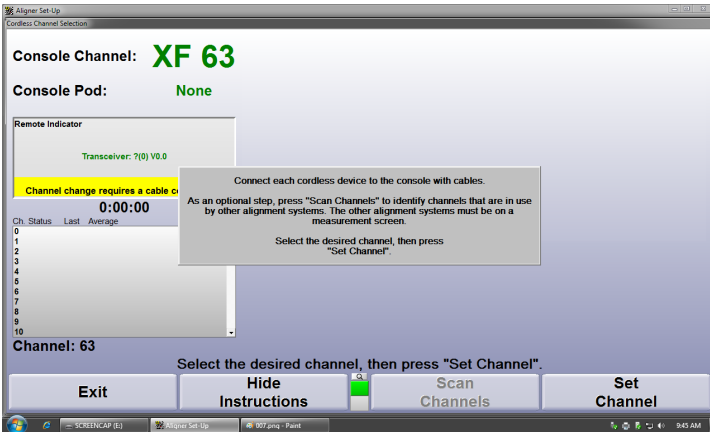 Aligner Set-Up
Cordless Channel Selection
Console Channel: XF 63
Console Pod: None
Remote Indicator
Transceiver: ?(0) V0.0
Channel change requires a cable
0:00:00
Ch. Status Last Average
0
1
2
3
4
5
6
7
8
9
10
Channel: 63
Connect each cordless device to the console with cables.
As an optional step, press "Scan Channels" to identify channels that are in use
by other alignment systems. The other alignment systems must be on a
measurement screen.
Select the desired channel, then press
"Set Channel".
Select the desired channel, then press "Set Channel".
Exit
Hide
Instructions
Scan
Channels
Set
Channel
SCREENCAP (E:)
Aligner Set-Up
007.png - Paint
9:45 AM